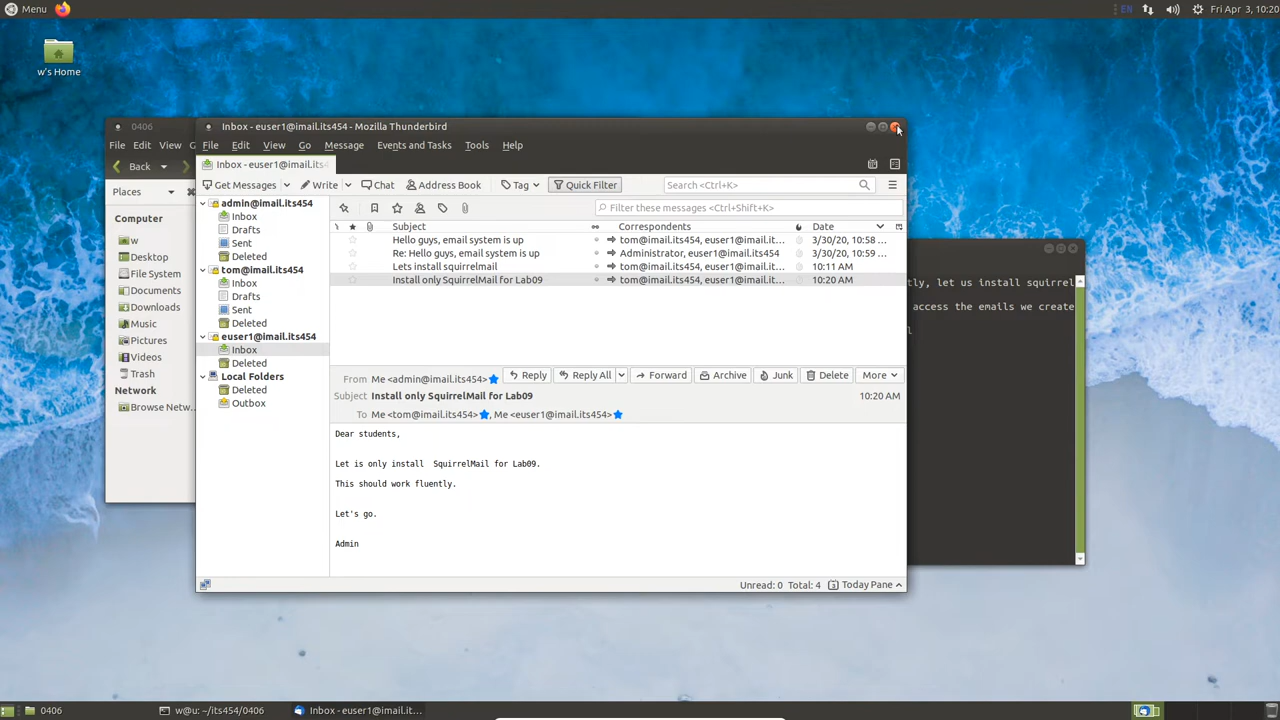 Menu
EN
Fri Apr 3, 10:20
w's Home
0406
Inbox - euser1@imail.its454 - Mozilla Thunderbird
File Edit View G
File Edit View Go Message Events and Tasks Tools Help
Back
Inbox - euser1@imail.its4
Get Messages Write Chat Address Book Tag Quick Filter Search <Ctrl+K>
Places
Filter these messages <Ctrl+Shift+K>
Computer
w
Desktop
File System
Documents
Downloads
Music
Pictures
Videos
Trash
Network
Browse Netw...
admin@imail.its454
Inbox
Drafts
Sent
Deleted
tom@imail.its454
Inbox
Drafts
Sent
Deleted
euser1@imail.its454
Inbox
Deleted
Local Folders
Deleted
Outbox
Subject Correspondents Date
Hello guys, email system is up tom@imail.its454, euser1@imail.it... 3/30/20, 10:58 ...
Re: Hello guys, email system is up Administrator, euser1@imail.its454 3/30/20, 10:59 ...
Lets install squirrelmail tom@imail.its454, euser1@imail.it... 10:11 AM
Install only SquirrelMail for Lab09 tom@imail.its454, euser1@imail.it... 10:20 AM
From Me <admin@imail.its454> Reply Reply All Forward Archive Junk Delete More
Subject Install only SquirrelMail for Lab09 10:20 AM
To Me <tom@imail.its454>, Me <euser1@imail.its454>
Dear students,
Let is only install SquirrelMail for Lab09.
This should work fluently.
Let's go.
Admin
Unread: 0 Total: 4 Today Pane
tly, let us install squirrel
access the emails we create
l
0406
w@u: ~/its454/0406
Inbox - euser1@imail.it...